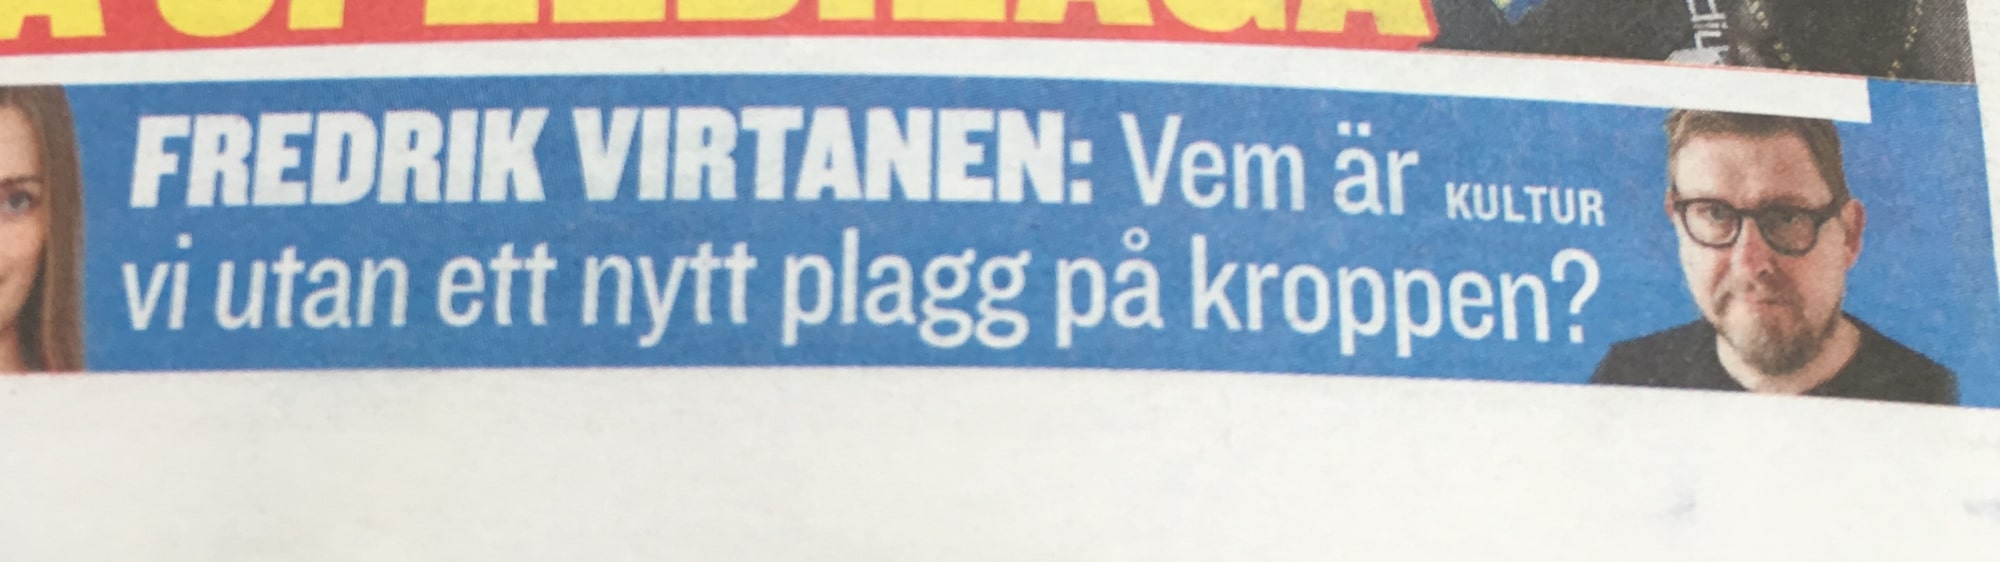 FREDRIK VIRTANEN: Vem är KULTUR
vi utan ett nytt plagg på kroppen?